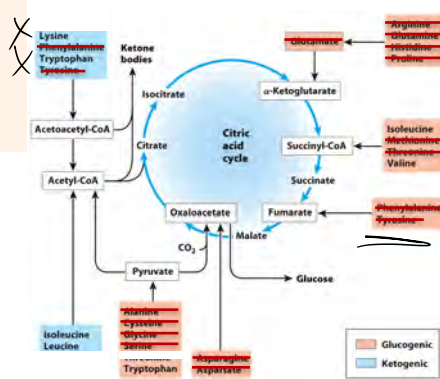 Lysine
Phenylalanine
Tryptophan
Tyrosine
Ketone
bodies
Glutamate
Arginine
Glutamine
Histidine
Proline
Isocitrate
α-Ketoglutarate
Acetoacetyl-CoA
Citrate
Citric
acid
cycle
Succinyl-CoA
Isoleucine
Methionine
Threonine
Valine
Acetyl-CoA
Succinate
Oxaloacetate
Fumarate
Phenylalanine
Tyrosine
Malate
CO₂
Pyruvate
Glucose
Isoleucine
Leucine
Alanine
Cysteine
Glycine
Serine
Threonine
Tryptophan
Asparagine
Aspartate
Glucogenic
Ketogenic